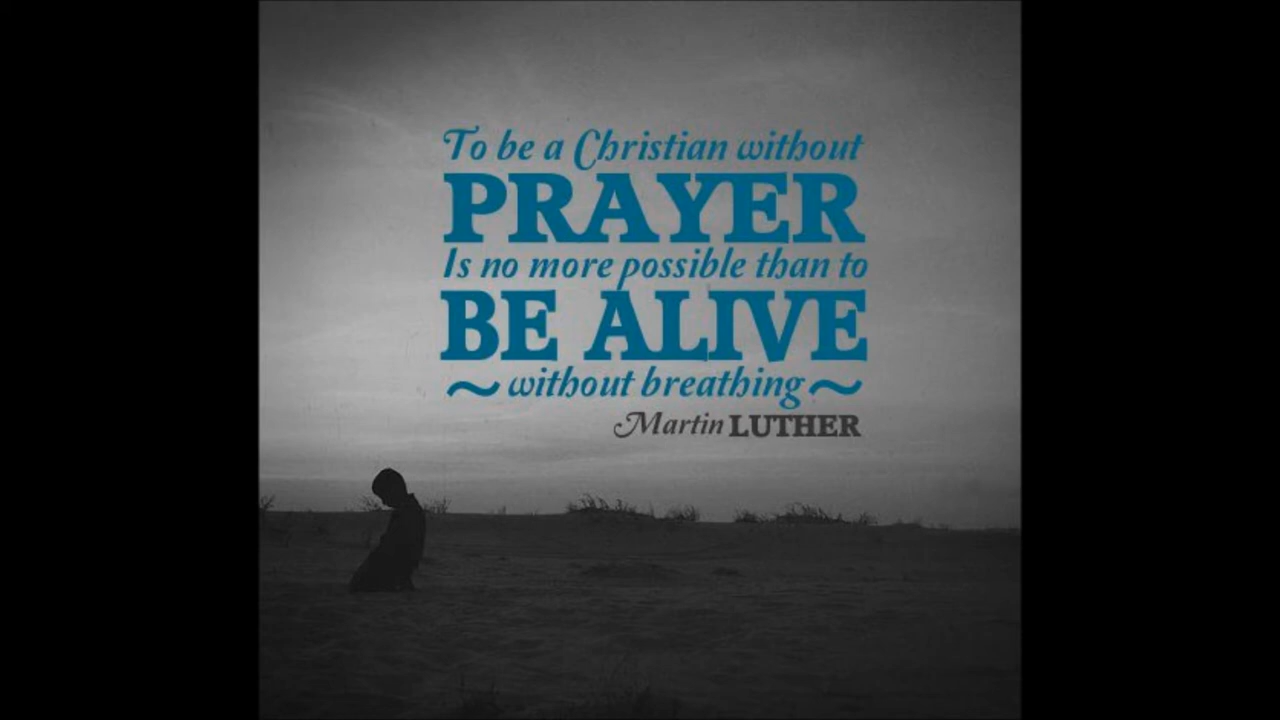 To be a Christian without
PRAYER
Is no more possible than to
BE ALIVE
~ without breathing ~
Martin LUTHER